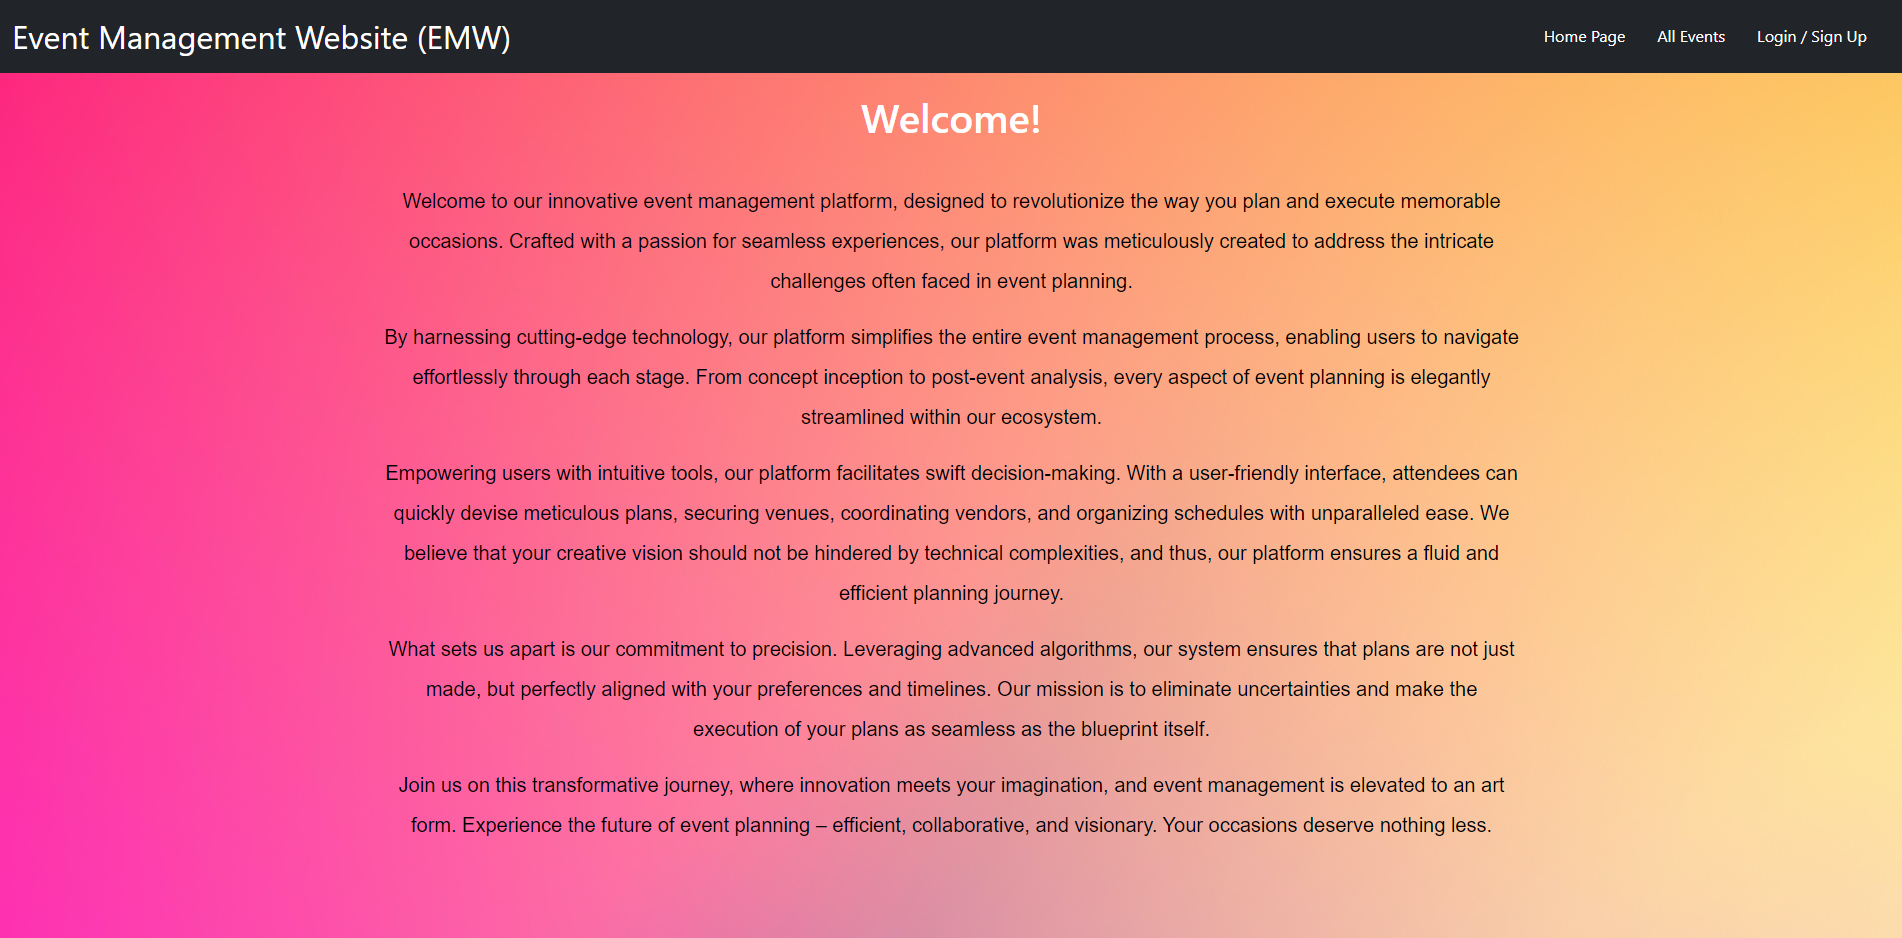 Event Management Website (EMW)
Home Page
All Events
Login / Sign Up
Welcome!
Welcome to our innovative event management platform, designed to revolutionize the way you plan and execute memorable
occasions. Crafted with a passion for seamless experiences, our platform was meticulously created to address the intricate
challenges often faced in event planning.
By harnessing cutting-edge technology, our platform simplifies the entire event management process, enabling users to navigate
effortlessly through each stage. From concept inception to post-event analysis, every aspect of event planning is elegantly
streamlined within our ecosystem.
Empowering users with intuitive tools, our platform facilitates swift decision-making. With a user-friendly interface, attendees can
quickly devise meticulous plans, securing venues, coordinating vendors, and organizing schedules with unparalleled ease. We
believe that your creative vision should not be hindered by technical complexities, and thus, our platform ensures a fluid and
efficient planning journey.
What sets us apart is our commitment to precision. Leveraging advanced algorithms, our system ensures that plans are not just
made, but perfectly aligned with your preferences and timelines. Our mission is to eliminate uncertainties and make the
execution of your plans as seamless as the blueprint itself.
Join us on this transformative journey, where innovation meets your imagination, and event management is elevated to an art
form. Experience the future of event planning – efficient, collaborative, and visionary. Your occasions deserve nothing less.